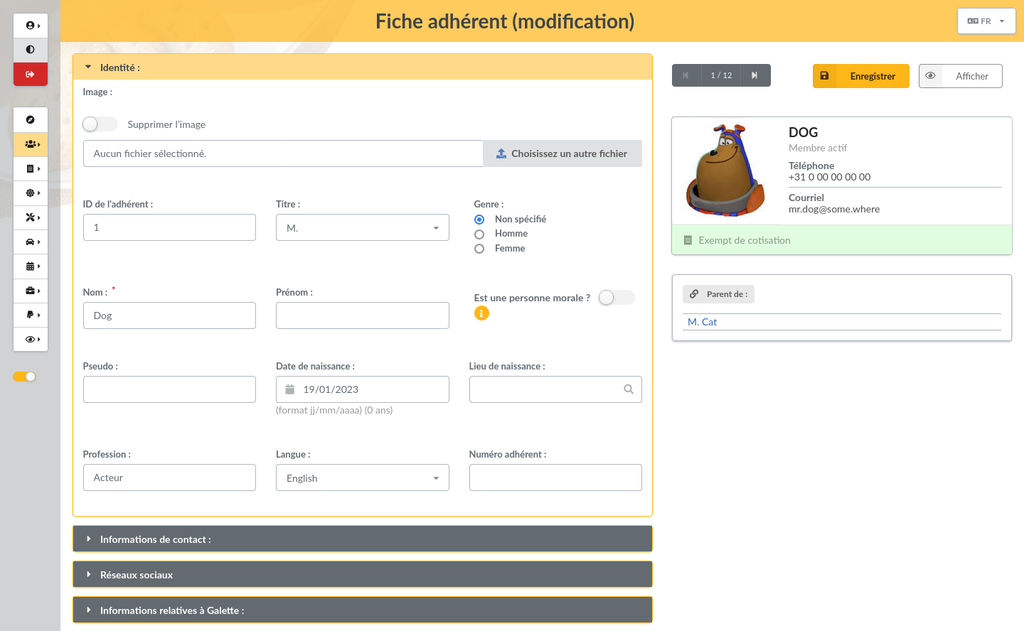 Fiche adhérent (modification)
FR
Identité :
Image :
Supprimer l'image
Aucun fichier sélectionné.
Choisissez un autre fichier
ID de l'adhérent :
Titre :
Genre :
1
M.
Non spécifié
Homme
Femme
Nom : *
Prénom :
Est une personne morale ?
Dog
Pseudo :
Date de naissance :
Lieu de naissance :
19/01/2023
(format jj/mm/aaaa) (0 ans)
Profession :
Langue :
Numéro adhérent :
Acteur
English
Informations de contact :
Réseaux sociaux
Informations relatives à Galette :
1 / 12
Enregistrer
Afficher
DOG
Membre actif
Téléphone
+31 0 00 00 00 00
Courriel
mr.dog@some.where
Exempt de cotisation
Parent de :
M. Cat